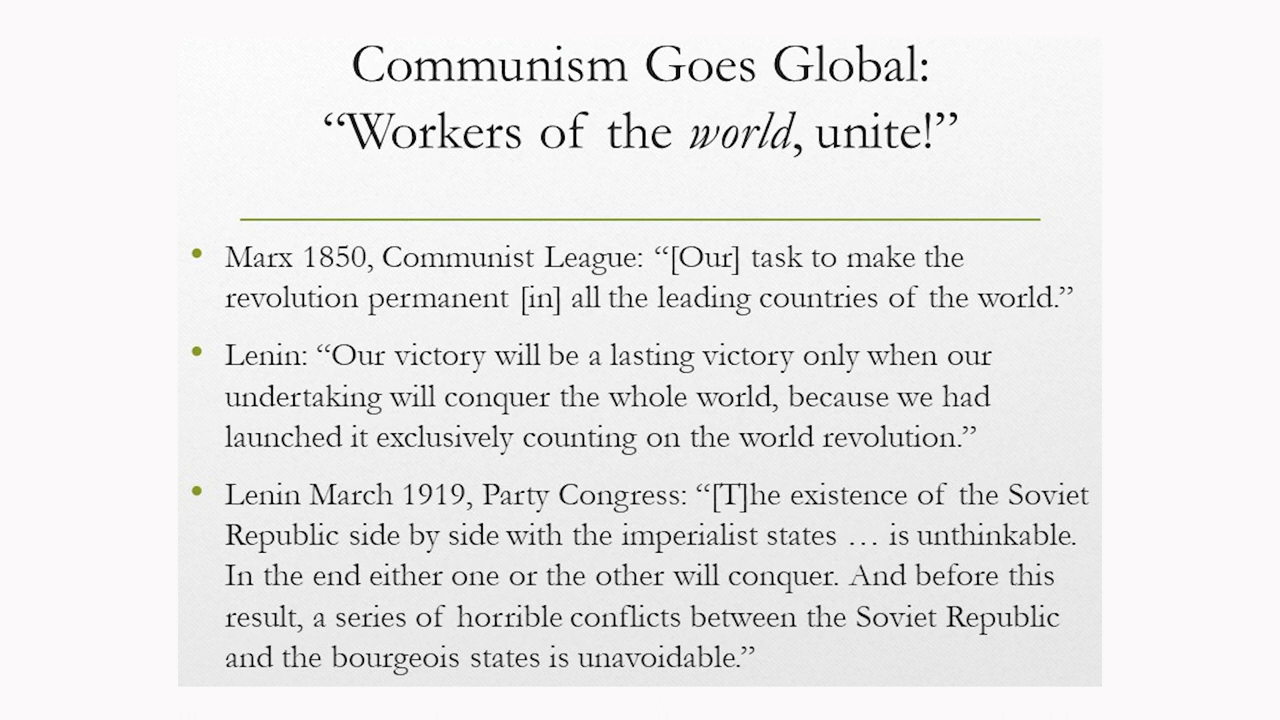 Communism Goes Global:
“Workers of the world, unite!”
• Marx 1850, Communist League: “[Our] task to make the
revolution permanent [in] all the leading countries of the world.”
• Lenin: “Our victory will be a lasting victory only when our
undertaking will conquer the whole world, because we had
launched it exclusively counting on the world revolution.”
• Lenin March 1919, Party Congress: “[T]he existence of the Soviet
Republic side by side with the imperialist states … is unthinkable.
In the end either one or the other will conquer. And before this
result, a series of horrible conflicts between the Soviet Republic
and the bourgeois states is unavoidable.”